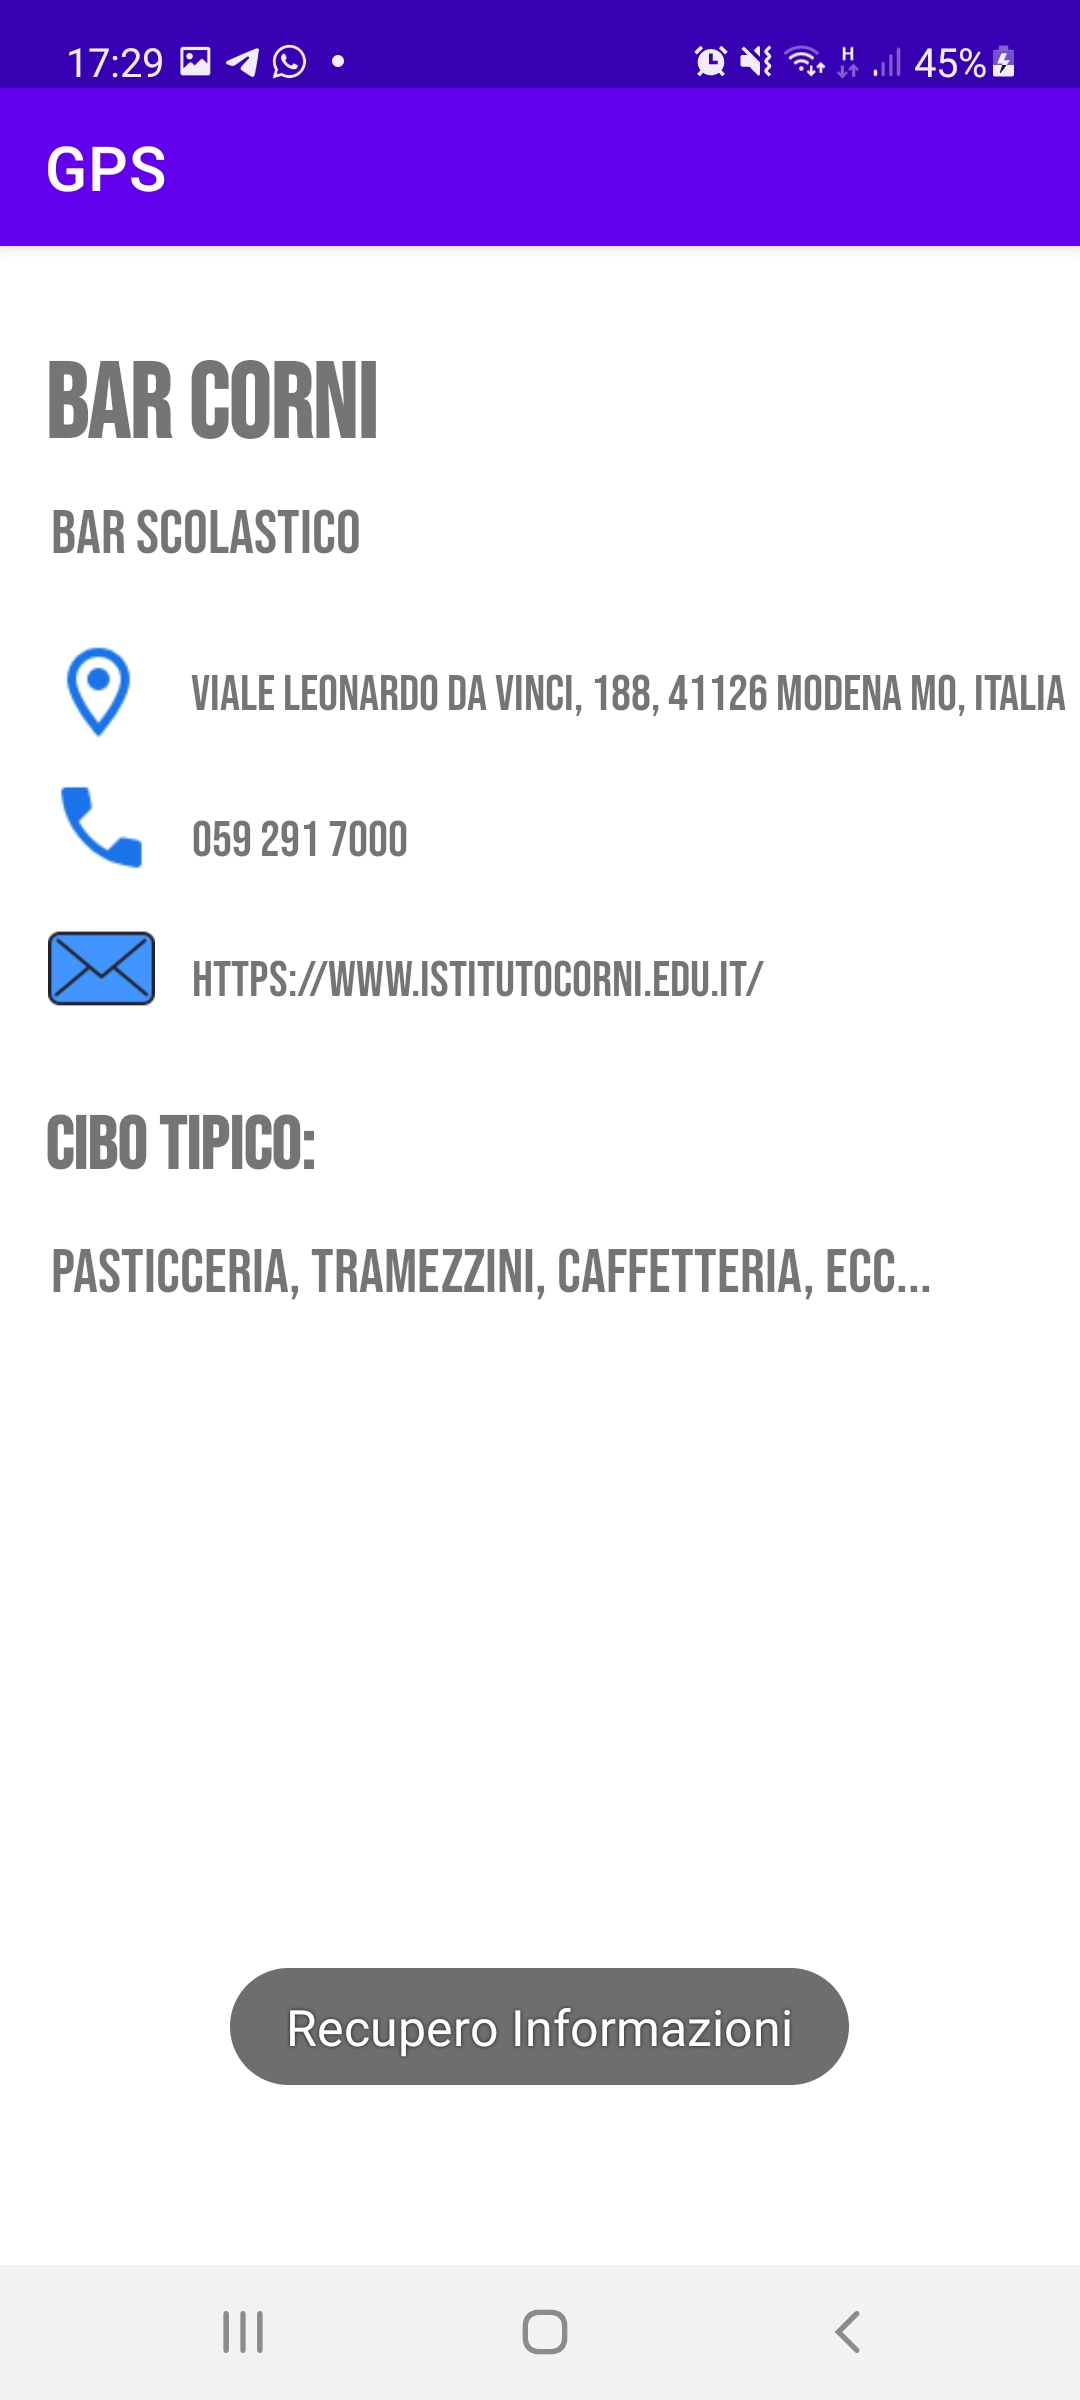 17:29 H 45%
GPS
BAR CORNI
BAR SCOLASTICO
VIALE LEONARDO DA VINCI, 188, 41126 MODENA MO, ITALIA
059 291 7000
HTTPS://WWW.ISTITUTOCORNI.EDU.IT/
CIBO TIPICO:
PASTICCERIA, TRAMEZZINI, CAFFETTERIA, ECC...
Recupero Informazioni